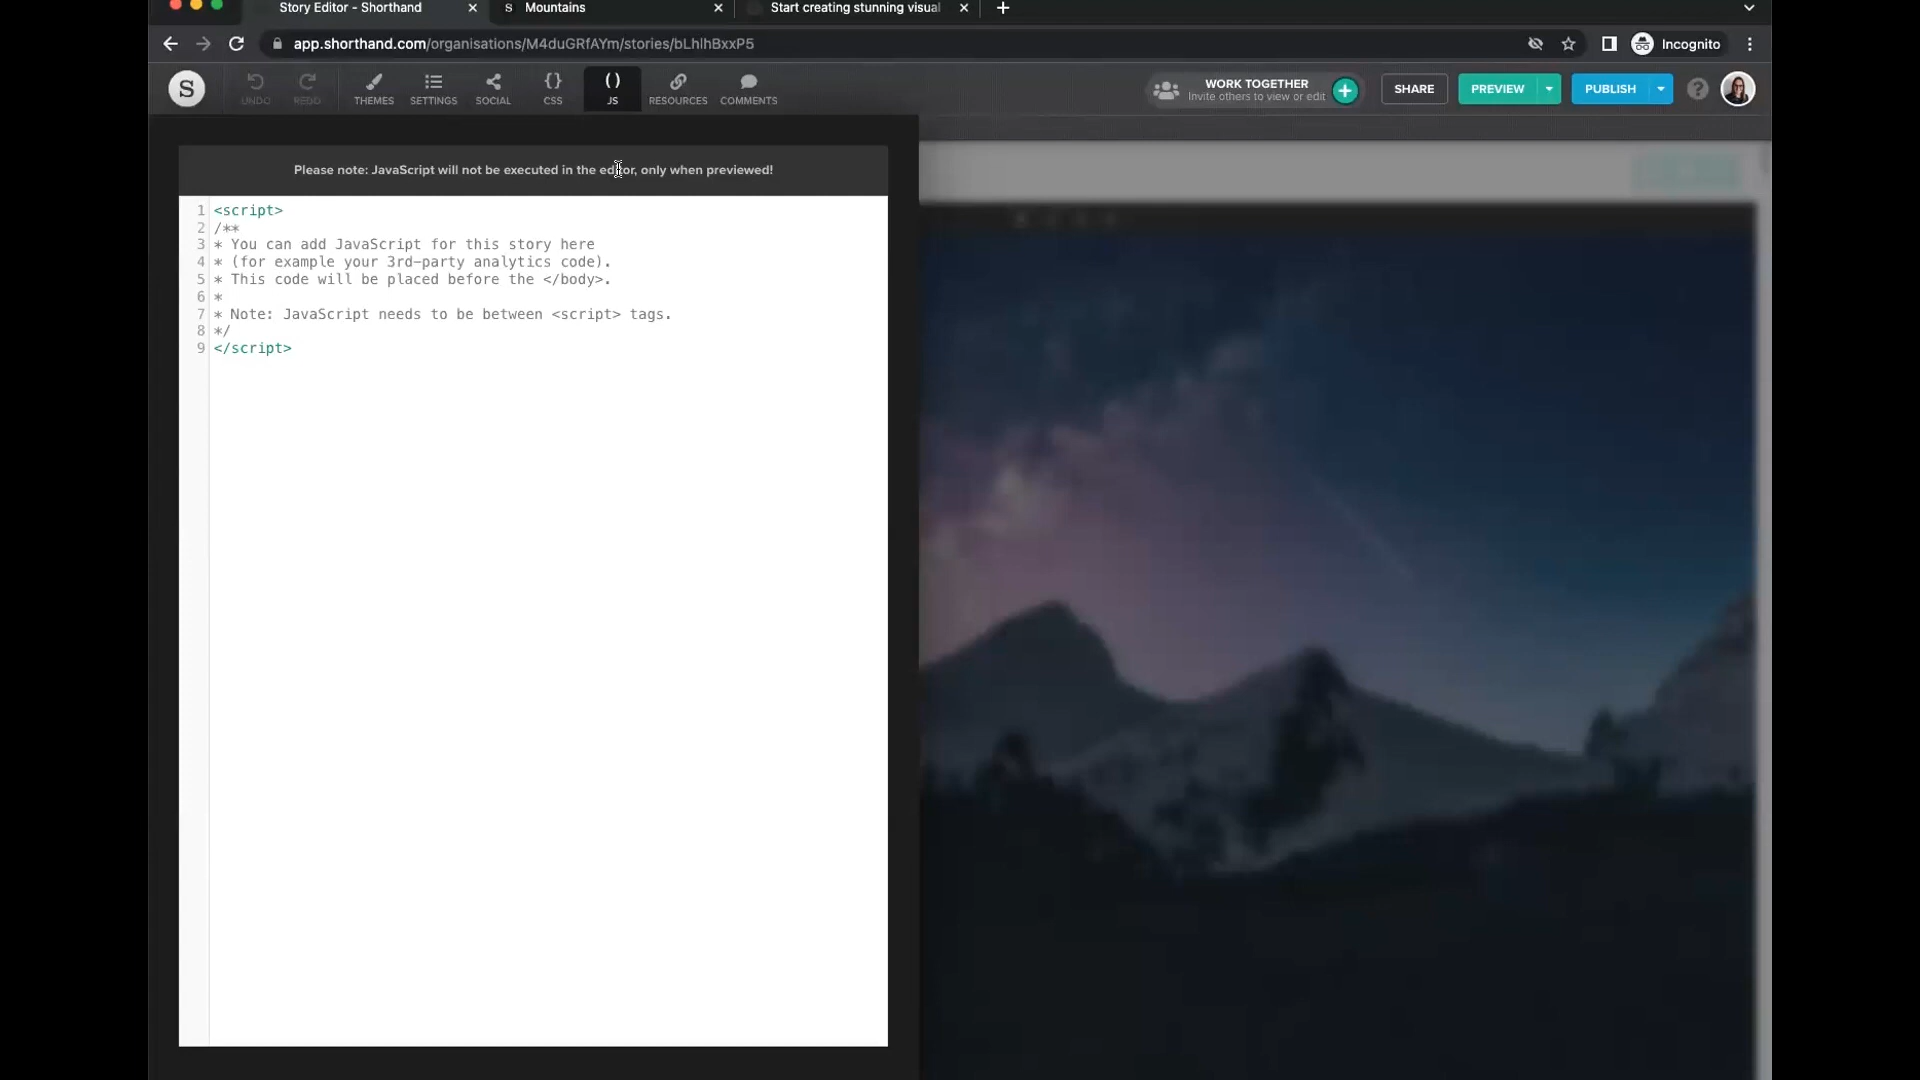 Story Editor - Shorthand
S Mountains
Start creating stunning visual
app.shorthand.com/organisations/M4duGRfAYm/stories/bLhlhBxxP5
Incognito
S
UNDO
REDO
THEMES
SETTINGS
SOCIAL
{} CSS
() JS
RESOURCES
COMMENTS
WORK TOGETHER
Invite others to view or edit
SHARE
PREVIEW
PUBLISH
?
Please note: JavaScript will not be executed in the editor, only when previewed!
1 <script>
2 /**
3 * You can add JavaScript for this story here
4 * (for example your 3rd-party analytics code).
5 * This code will be placed before the </body>.
6 *
7 * Note: JavaScript needs to be between <script> tags.
8 */
9 </script>